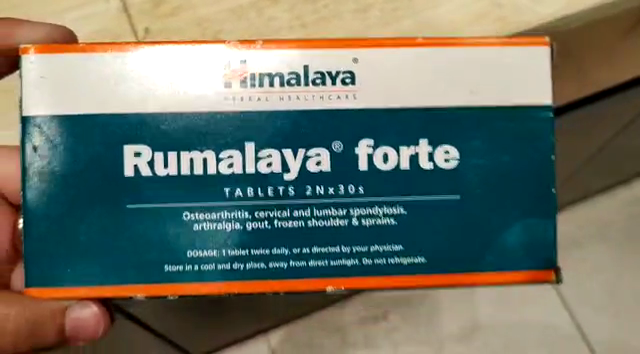 Himalaya®
HERBAL HEALTHCARE
Rumalaya® forte
TABLETS 2Nx30s
Osteoarthritis, cervical and lumbar spondylosis,
arthralgia, gout, frozen shoulder & sprains.
DOSAGE: 1 tablet twice daily, or as directed by your physician.
Store in a cool and dry place, away from direct sunlight. Do not refrigerate.